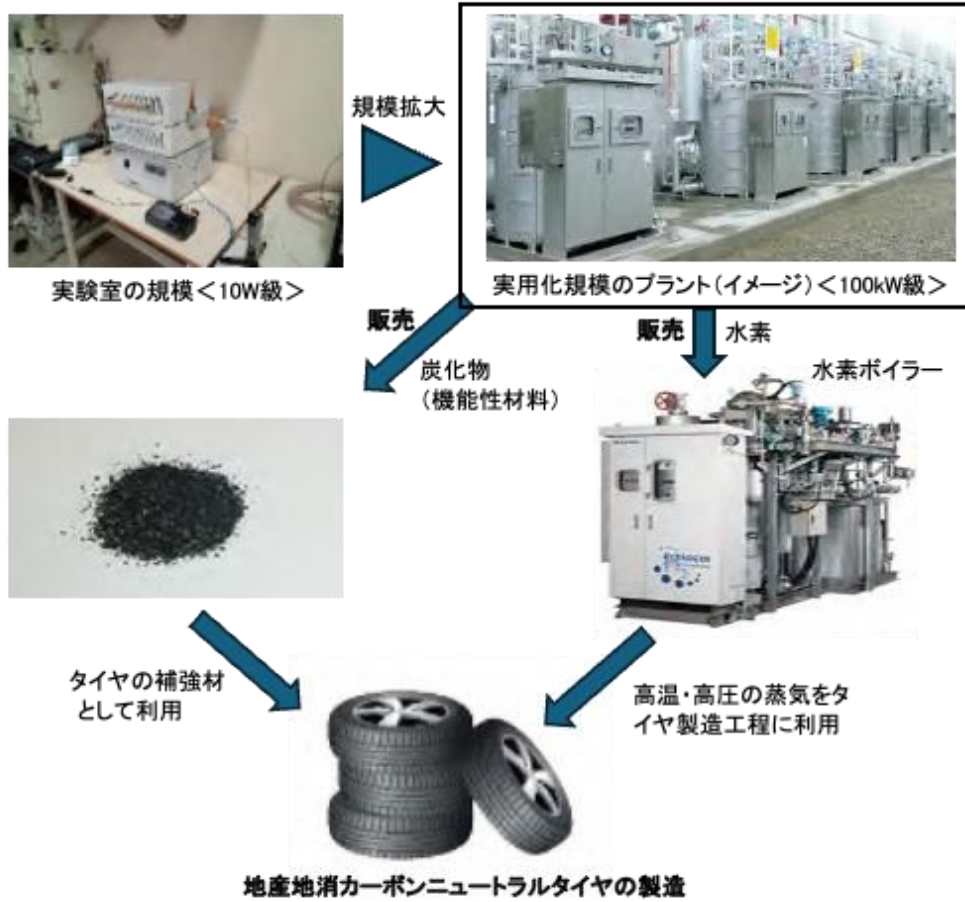 規模拡大
実験室の規模＜10W級＞
実用化規模のプラント（イメージ）＜100kW級＞
販売
炭化物
（機能性材料）
販売
水素
水素ボイラー
タイヤの補強材
として利用
高温・高圧の蒸気をタ
イヤ製造工程に利用
地産地消カーボンニュートラルタイヤの製造